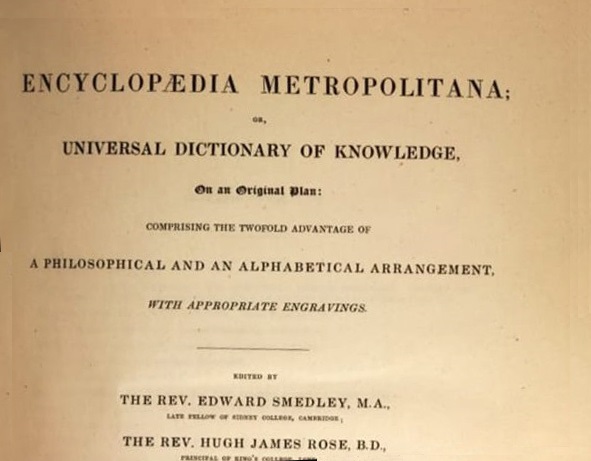 ENCYCLOPÆDIA METROPOLITANA;
OR,
UNIVERSAL DICTIONARY OF KNOWLEDGE,
On an Original Plan:
COMPRISING THE TWOFOLD ADVANTAGE OF
A PHILOSOPHICAL AND AN ALPHABETICAL ARRANGEMENT,
WITH APPROPRIATE ENGRAVINGS.
EDITED BY
THE REV. EDWARD SMEDLEY, M.A.,
LATE FELLOW OF SIDNEY COLLEGE, CAMBRIDGE;
THE REV. HUGH JAMES ROSE, B.D.,
PRINCIPAL OF KING'S COLLEGE,